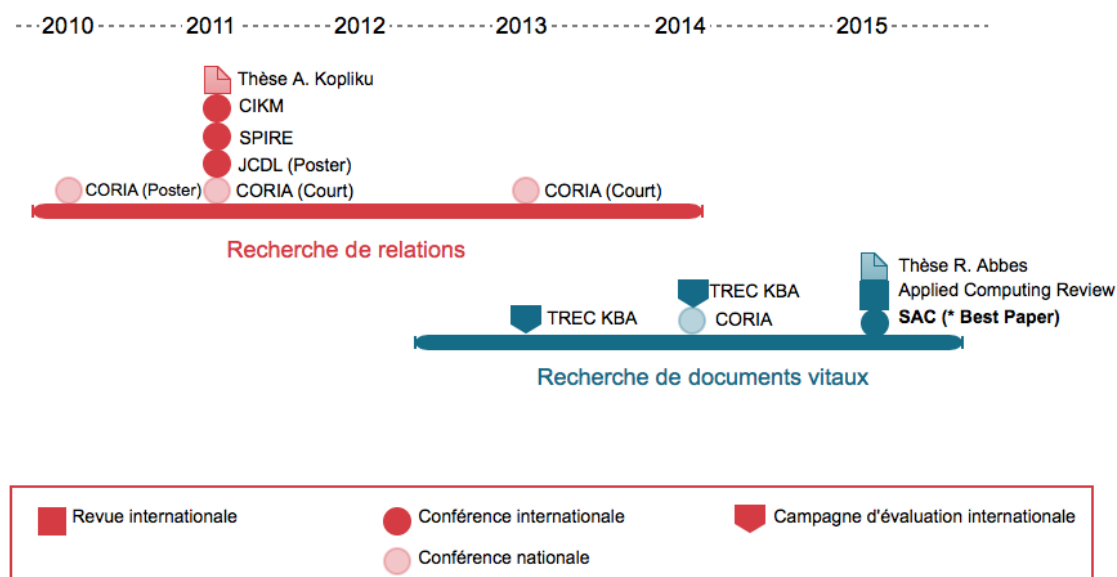 2010 2011 2012 2013 2014 2015
Thèse A. Kopliku
CIKM
SPIRE
JCDL (Poster)
CORIA (Poster) CORIA (Court) CORIA (Court)
Recherche de relations
Thèse R. Abbes
TREC KBA Applied Computing Review
TREC KBA CORIA SAC (* Best Paper)
Recherche de documents vitaux
Revue internationale Conférence internationale Campagne d'évaluation internationale
Conférence nationale